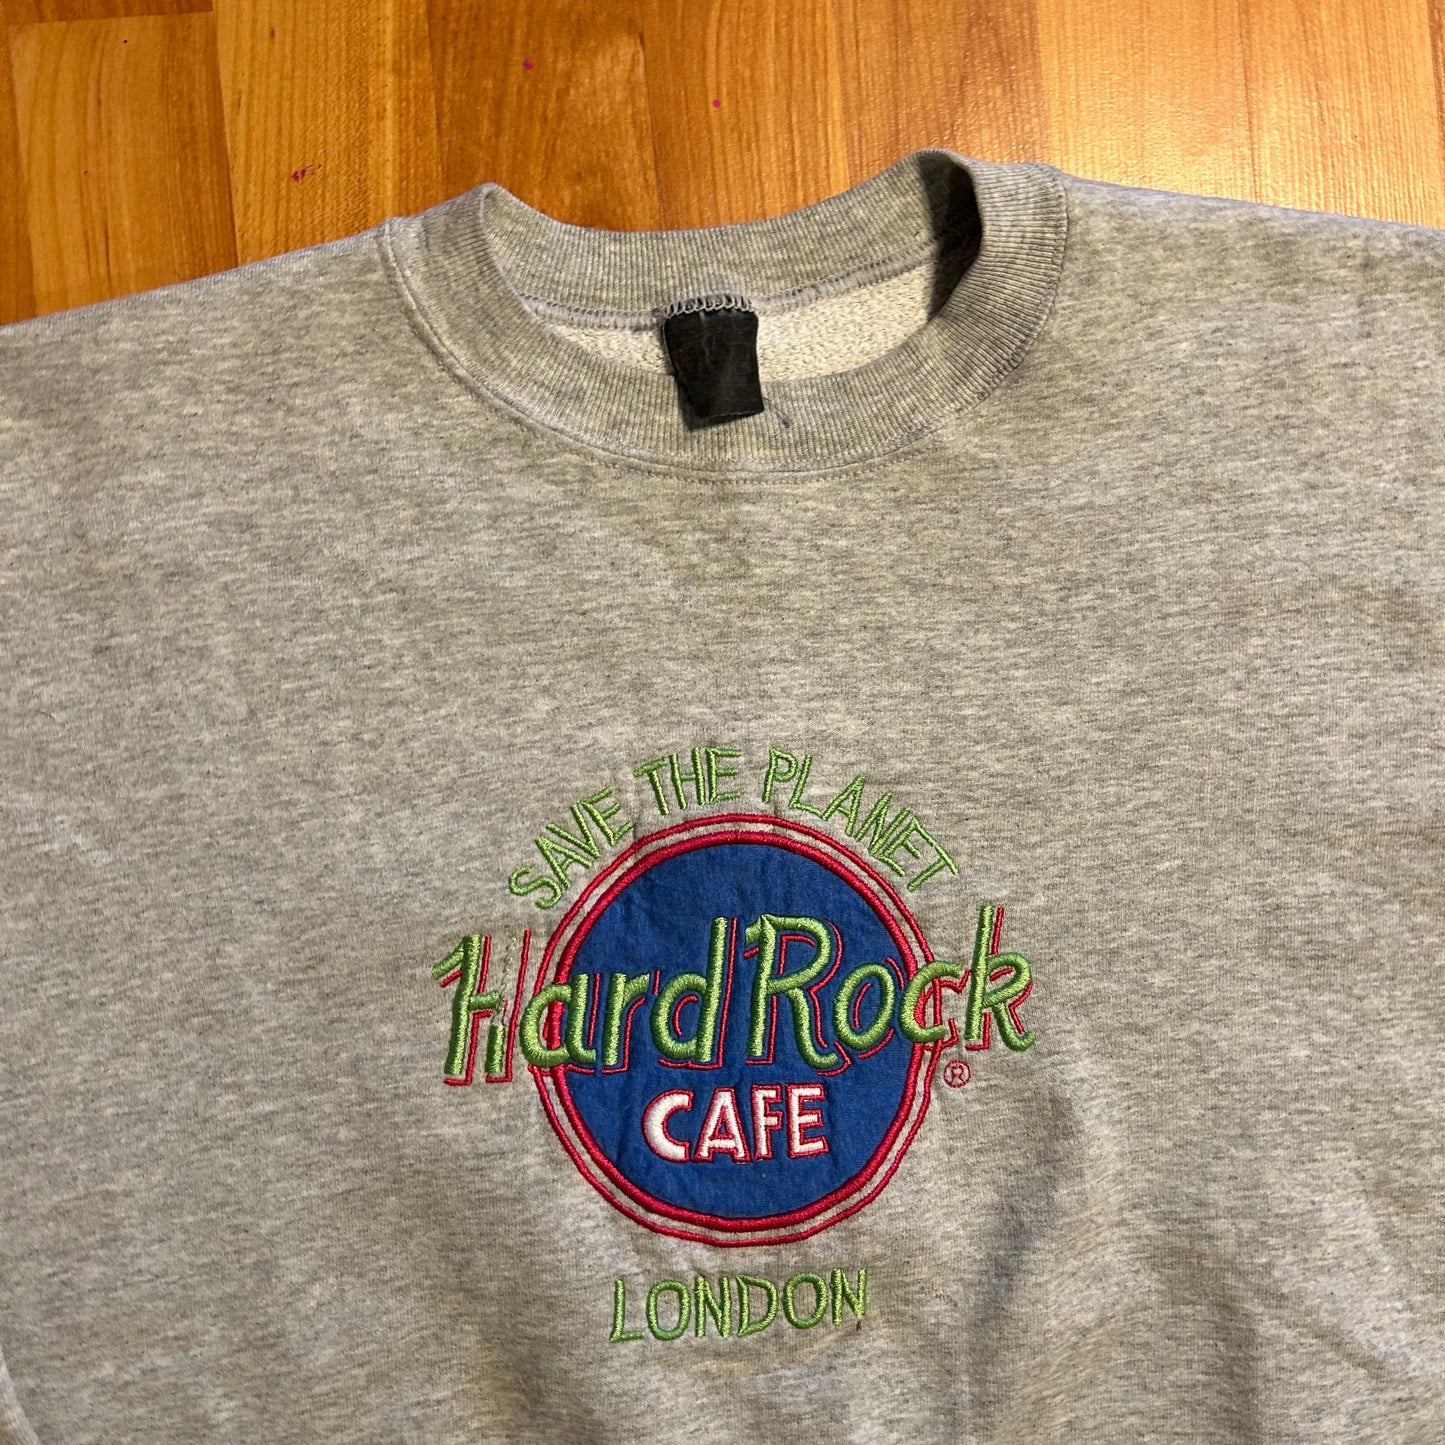 SAVE THE PLANET
Hard Rock
CAFE ®
LONDON